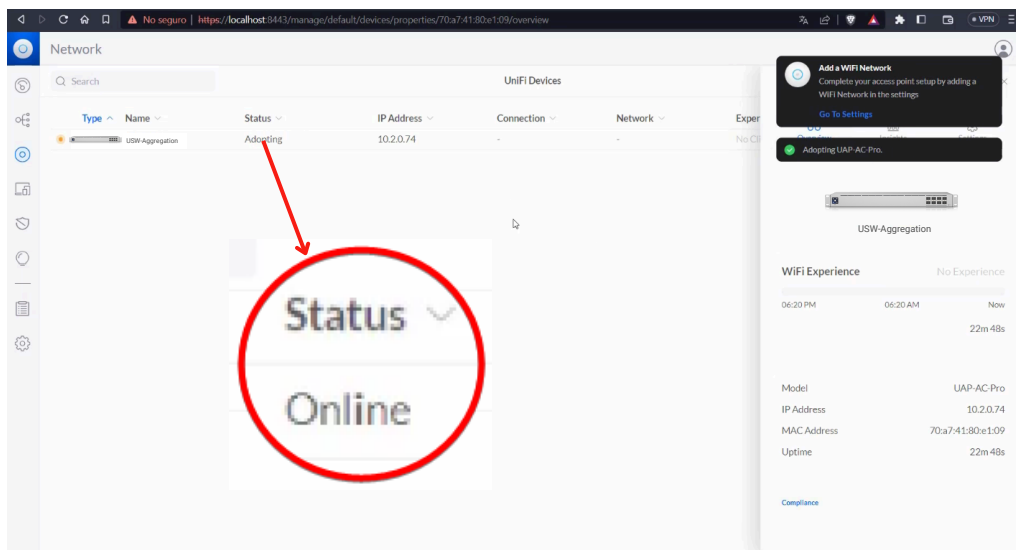 No seguro | https://localhost:8443/manage/default/devices/properties/70:a7:41:80:e1:09/overview
VPN
Network
Search
UniFi Devices
Type Name Status IP Address Connection Network Exper
USW-Aggregation Adopting 10.2.0.74 - - No Cli
Add a WiFi Network
Complete your access point setup by adding a
WiFi Network in the settings
Go To Settings
Overview Insights Settings
Adopting UAP-AC-Pro.
USW-Aggregation
WiFi Experience No Experience
06:20 PM 06:20 AM Now
22m 48s
Model UAP-AC-Pro
IP Address 10.2.0.74
MAC Address 70:a7:41:80:e1:09
Uptime 22m 48s
Compliance
Status
Online